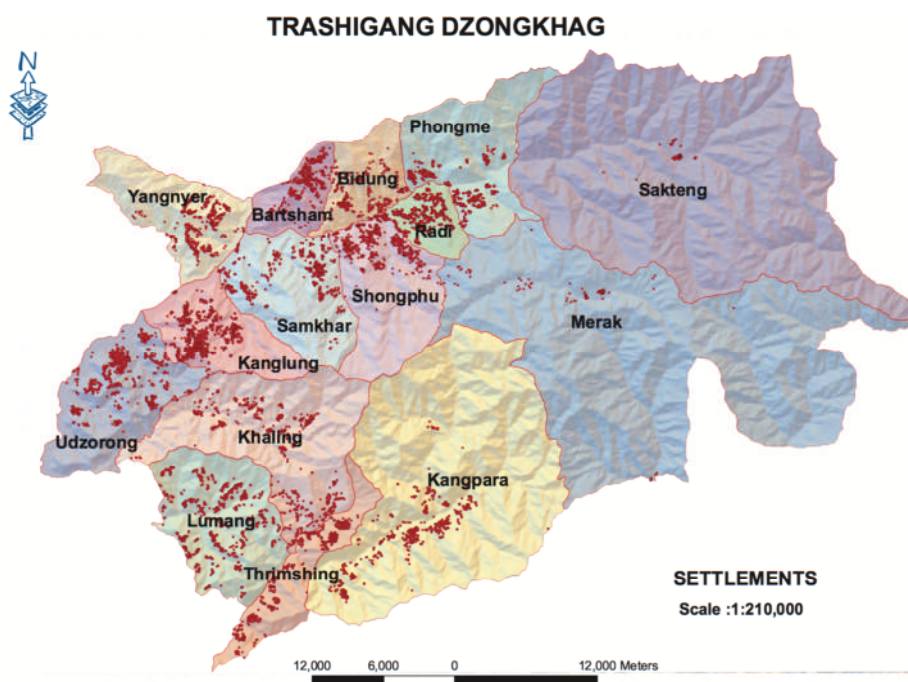 TRASHIGANG DZONGKHAG
N
Phongme
Sakteng
Bidung
Yangnyer
Bartsham
Radi
Shongphu
Samkhar
Merak
Kanglung
Udzorong
Khaling
Kangpara
Lumang
Thrimshing
SETTLEMENTS
Scale :1:210,000
12,000 6,000 0 12,000 Meters